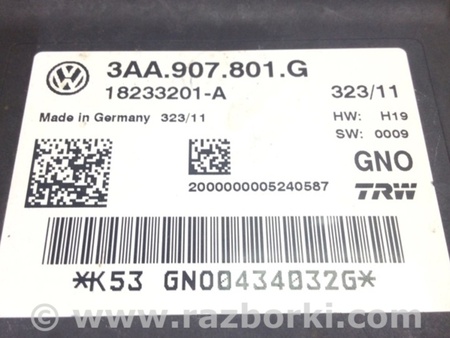 3AA.907.801.G
18233201-A 323/11
Made in Germany 323/11 HW: H19
SW: 0009
GNO
2000000005240587 TRW
*K53 GNO0434032G*
© www.razborki.com